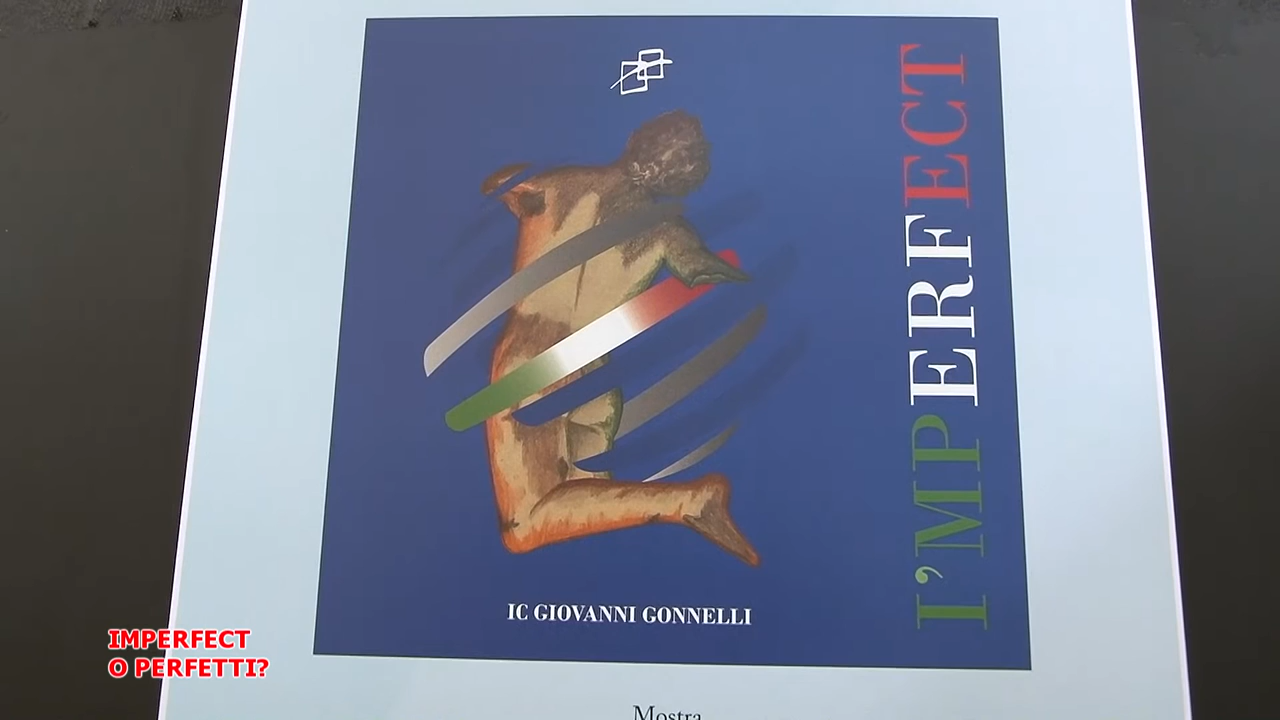 I'MPERFECT
IC GIOVANNI GONNELLI
Mostra
IMPERFECT
O PERFETTI?